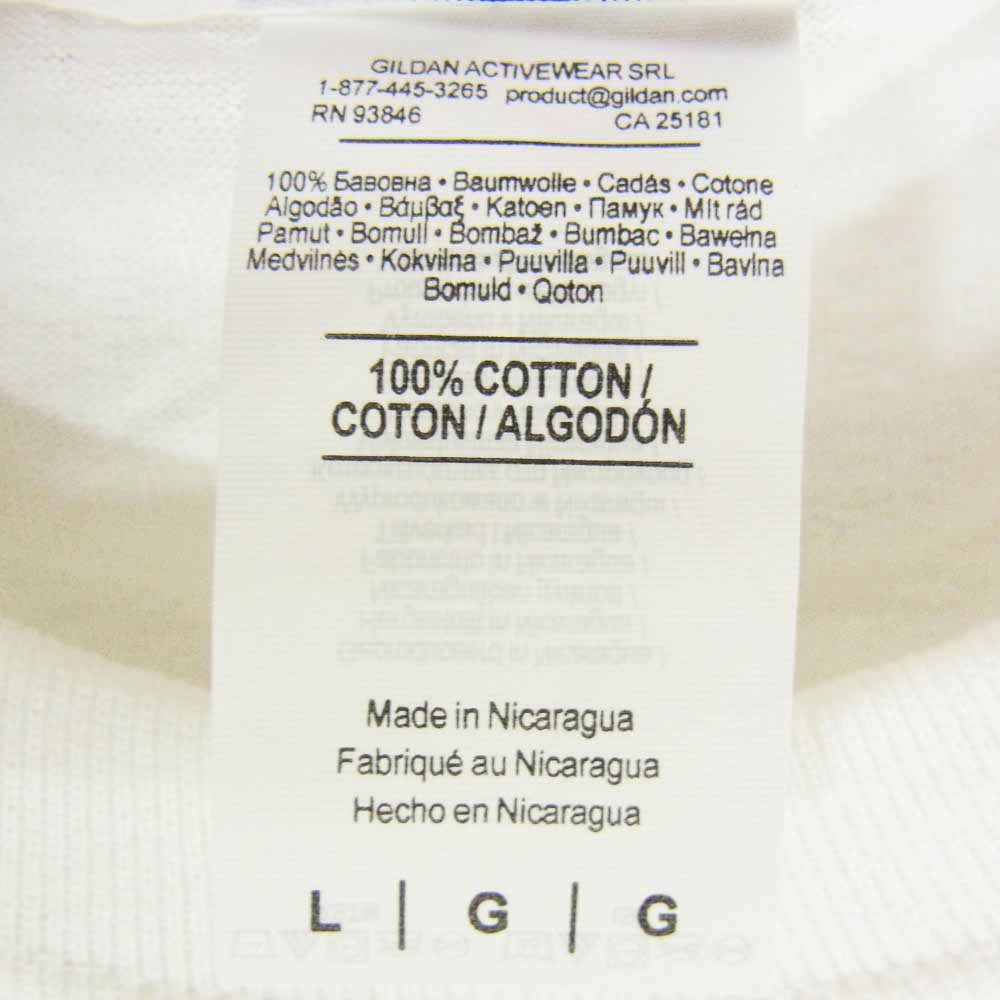 GILDAN ACTIVEWEAR SRL
1-877-445-3265 product@gildan.com
RN 93846 CA 25181
100% Бавовна • Baumwolle • Cadás • Cotone
Algodão • Βάμβαξ • Katoen • Памук • Mit rád
Pamut • Bomull • Bombaž • Bumbac • Bawełna
Medvilnės • Kokvilna • Puuvilla • Puuvill • Bavlna
Bomuld • Qoton
100% COTTON /
COTON / ALGODÓN
Made in Nicaragua
Fabriqué au Nicaragua
Hecho en Nicaragua
L | G | G